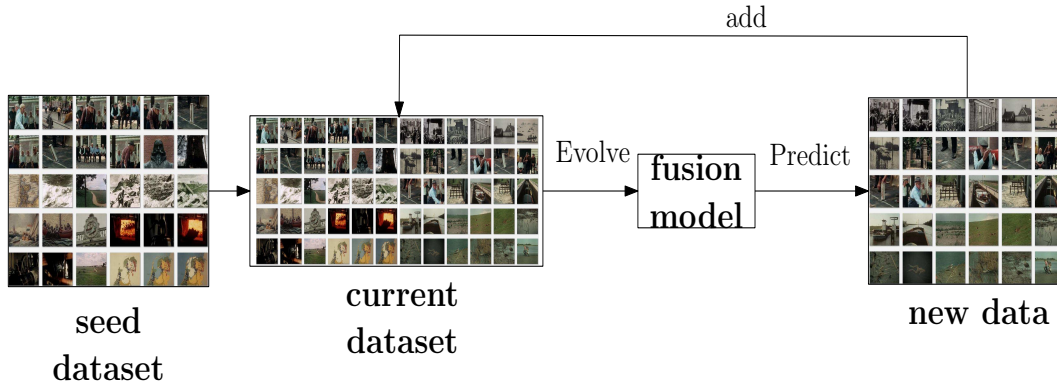 add
Evolve
fusion
model
Predict
seed
dataset
current
dataset
new data